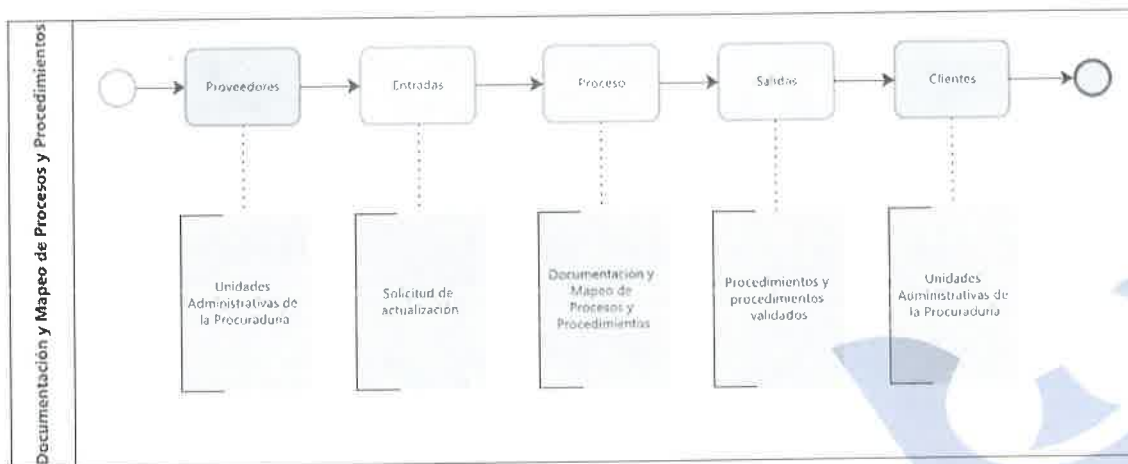 Documentación y Mapeo de Procesos y Procedimientos
Proveedores
Entradas
Proceso
Salidas
Clientes
Unidades
Administrativas de
la Procuraduría
Solicitud de
actualización
Documentación y
Mapeo de
Procesos y
Procedimientos
Procedimientos y
procedimientos
validados
Unidades
Administrativas de
la Procuraduría